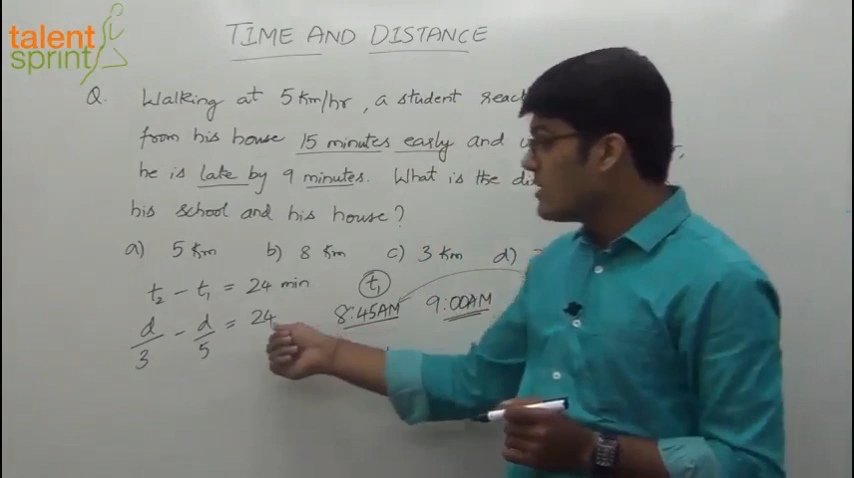 talent
sprint
TIME AND DISTANCE
Q. Walking at 5 Km/hr, a student
from his house 15 minutes early and
he is late by 9 minutes. What is the
his school and his house?
a) 5 Km b) 8 Km c) 3 Km d)
t₂ - t₁ = 24 min t₁
8:45AM 9:00AM
d/3 - d/5 = 24